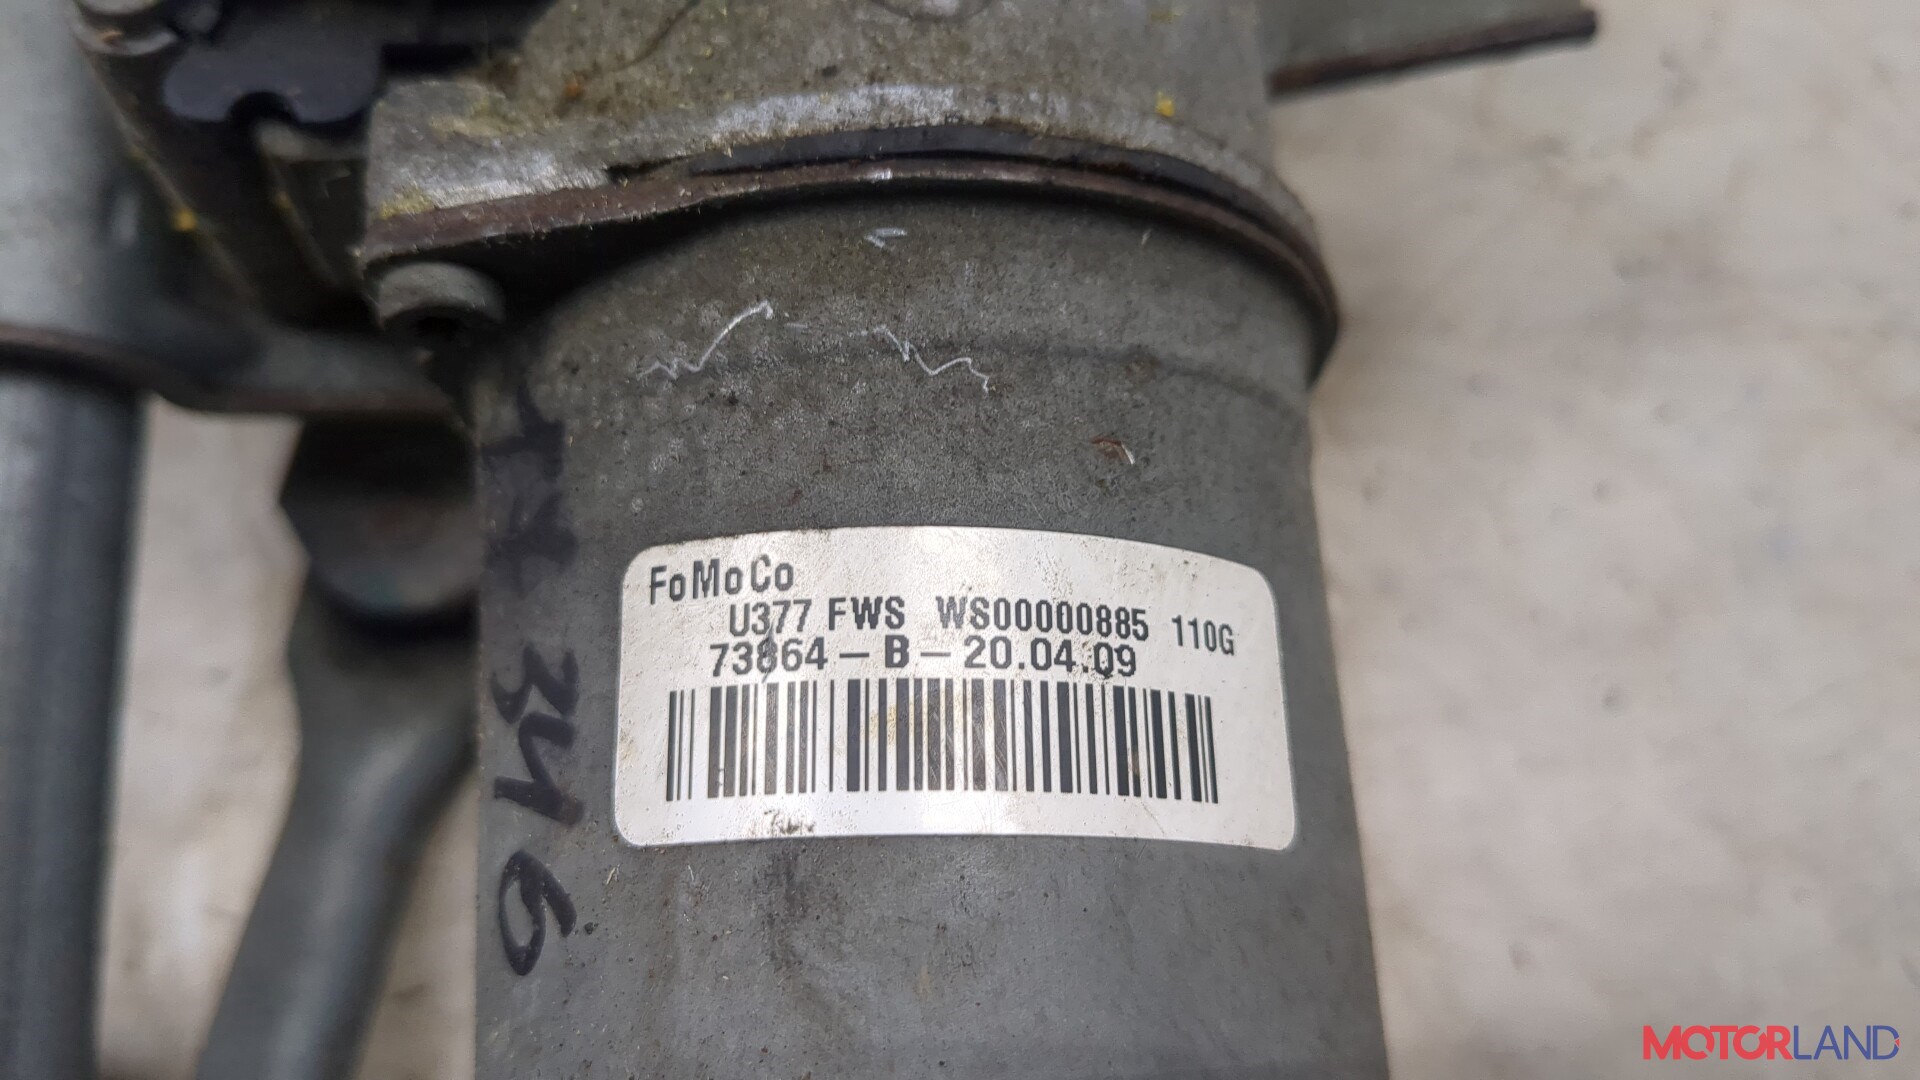 FoMoCo
U377 FWS WS00000885 110G
73864-B-20.04.09
346
MOTORLAND